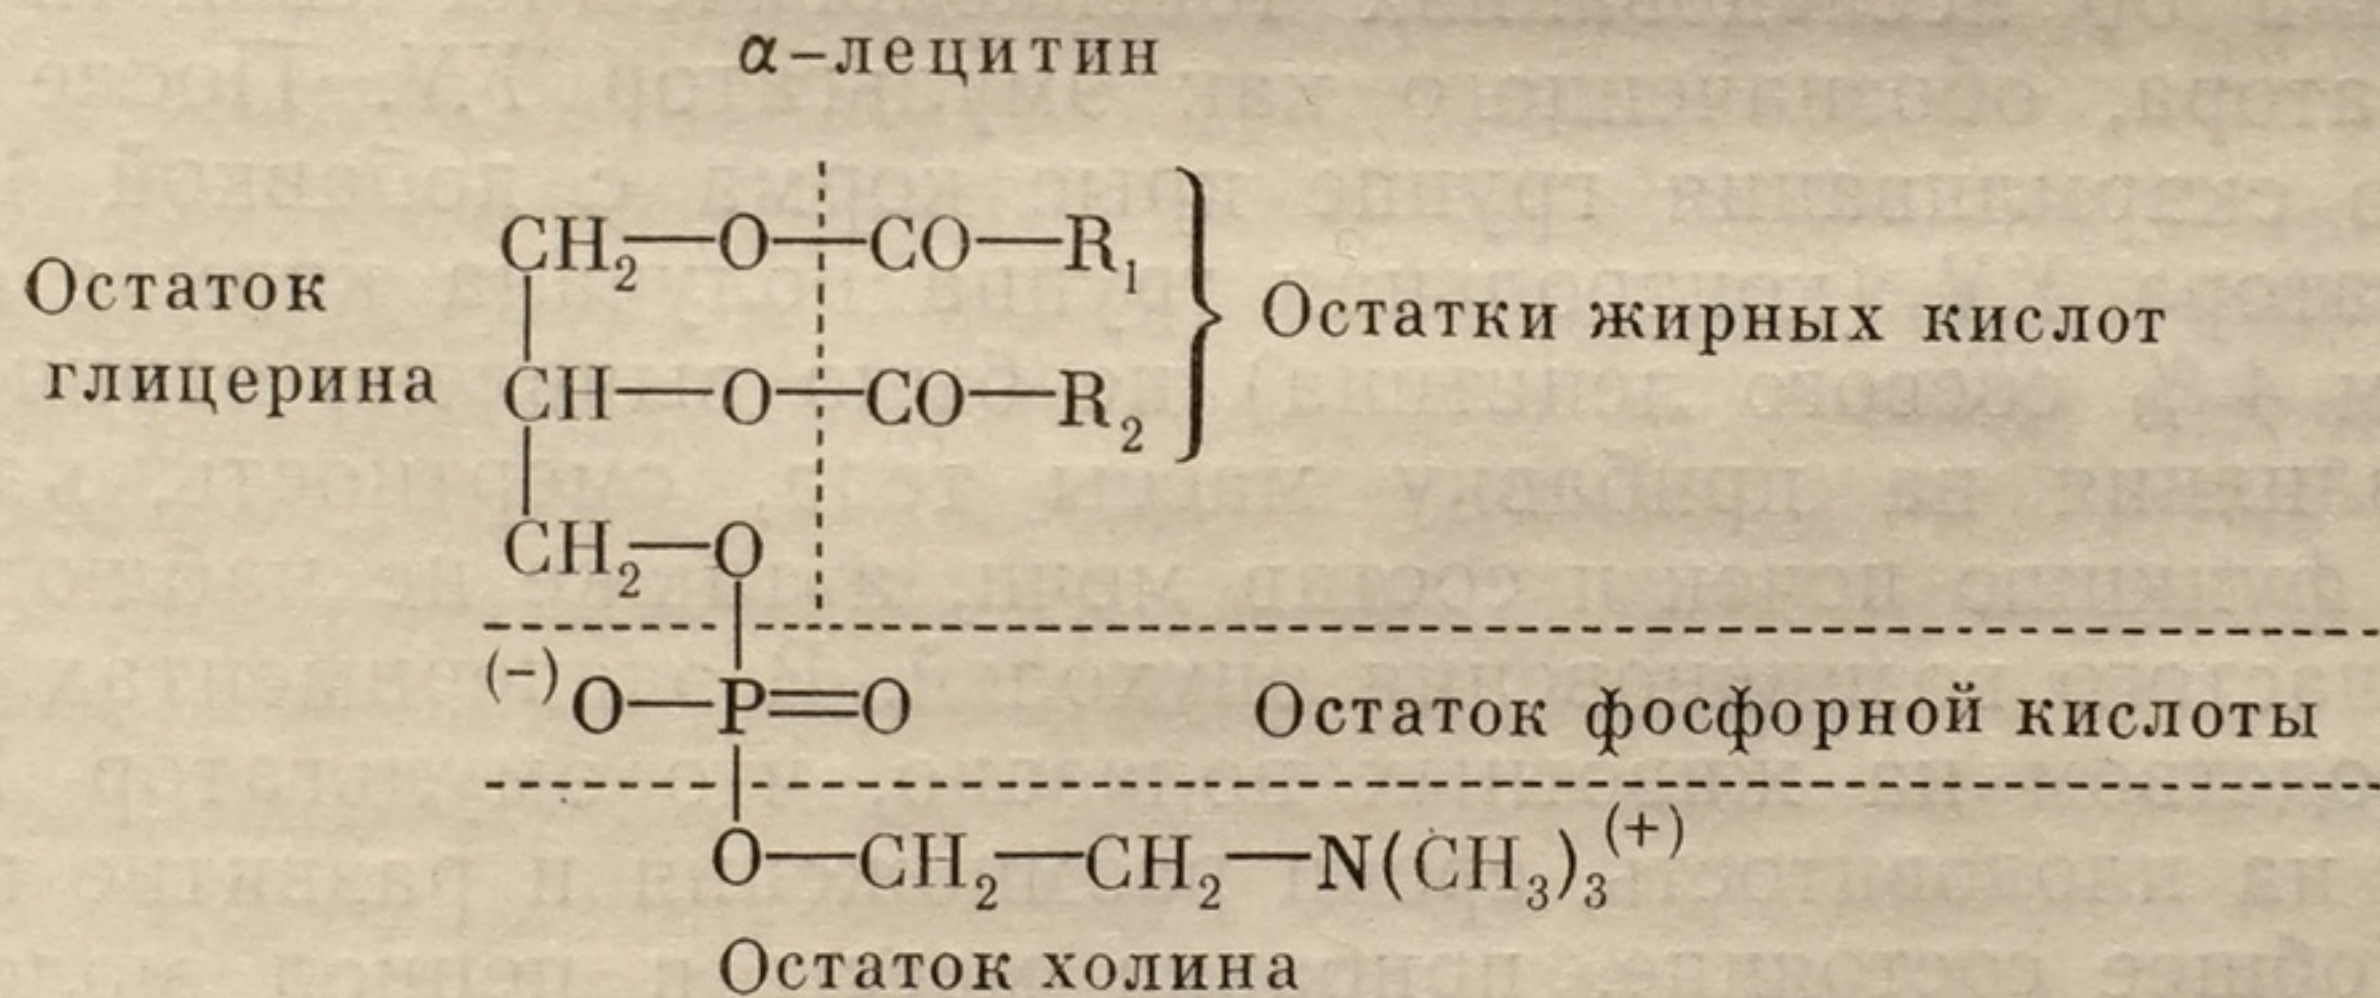 α–лецитин
CH₂—O—CO—R₁
Остаток
глицерина
Остатки жирных кислот
CH—O—CO—R₂
CH₂—O
(−)O—P=O
Остаток фосфорной кислоты
O—CH₂—CH₂—N(CH₃)₃(+)
Остаток холина